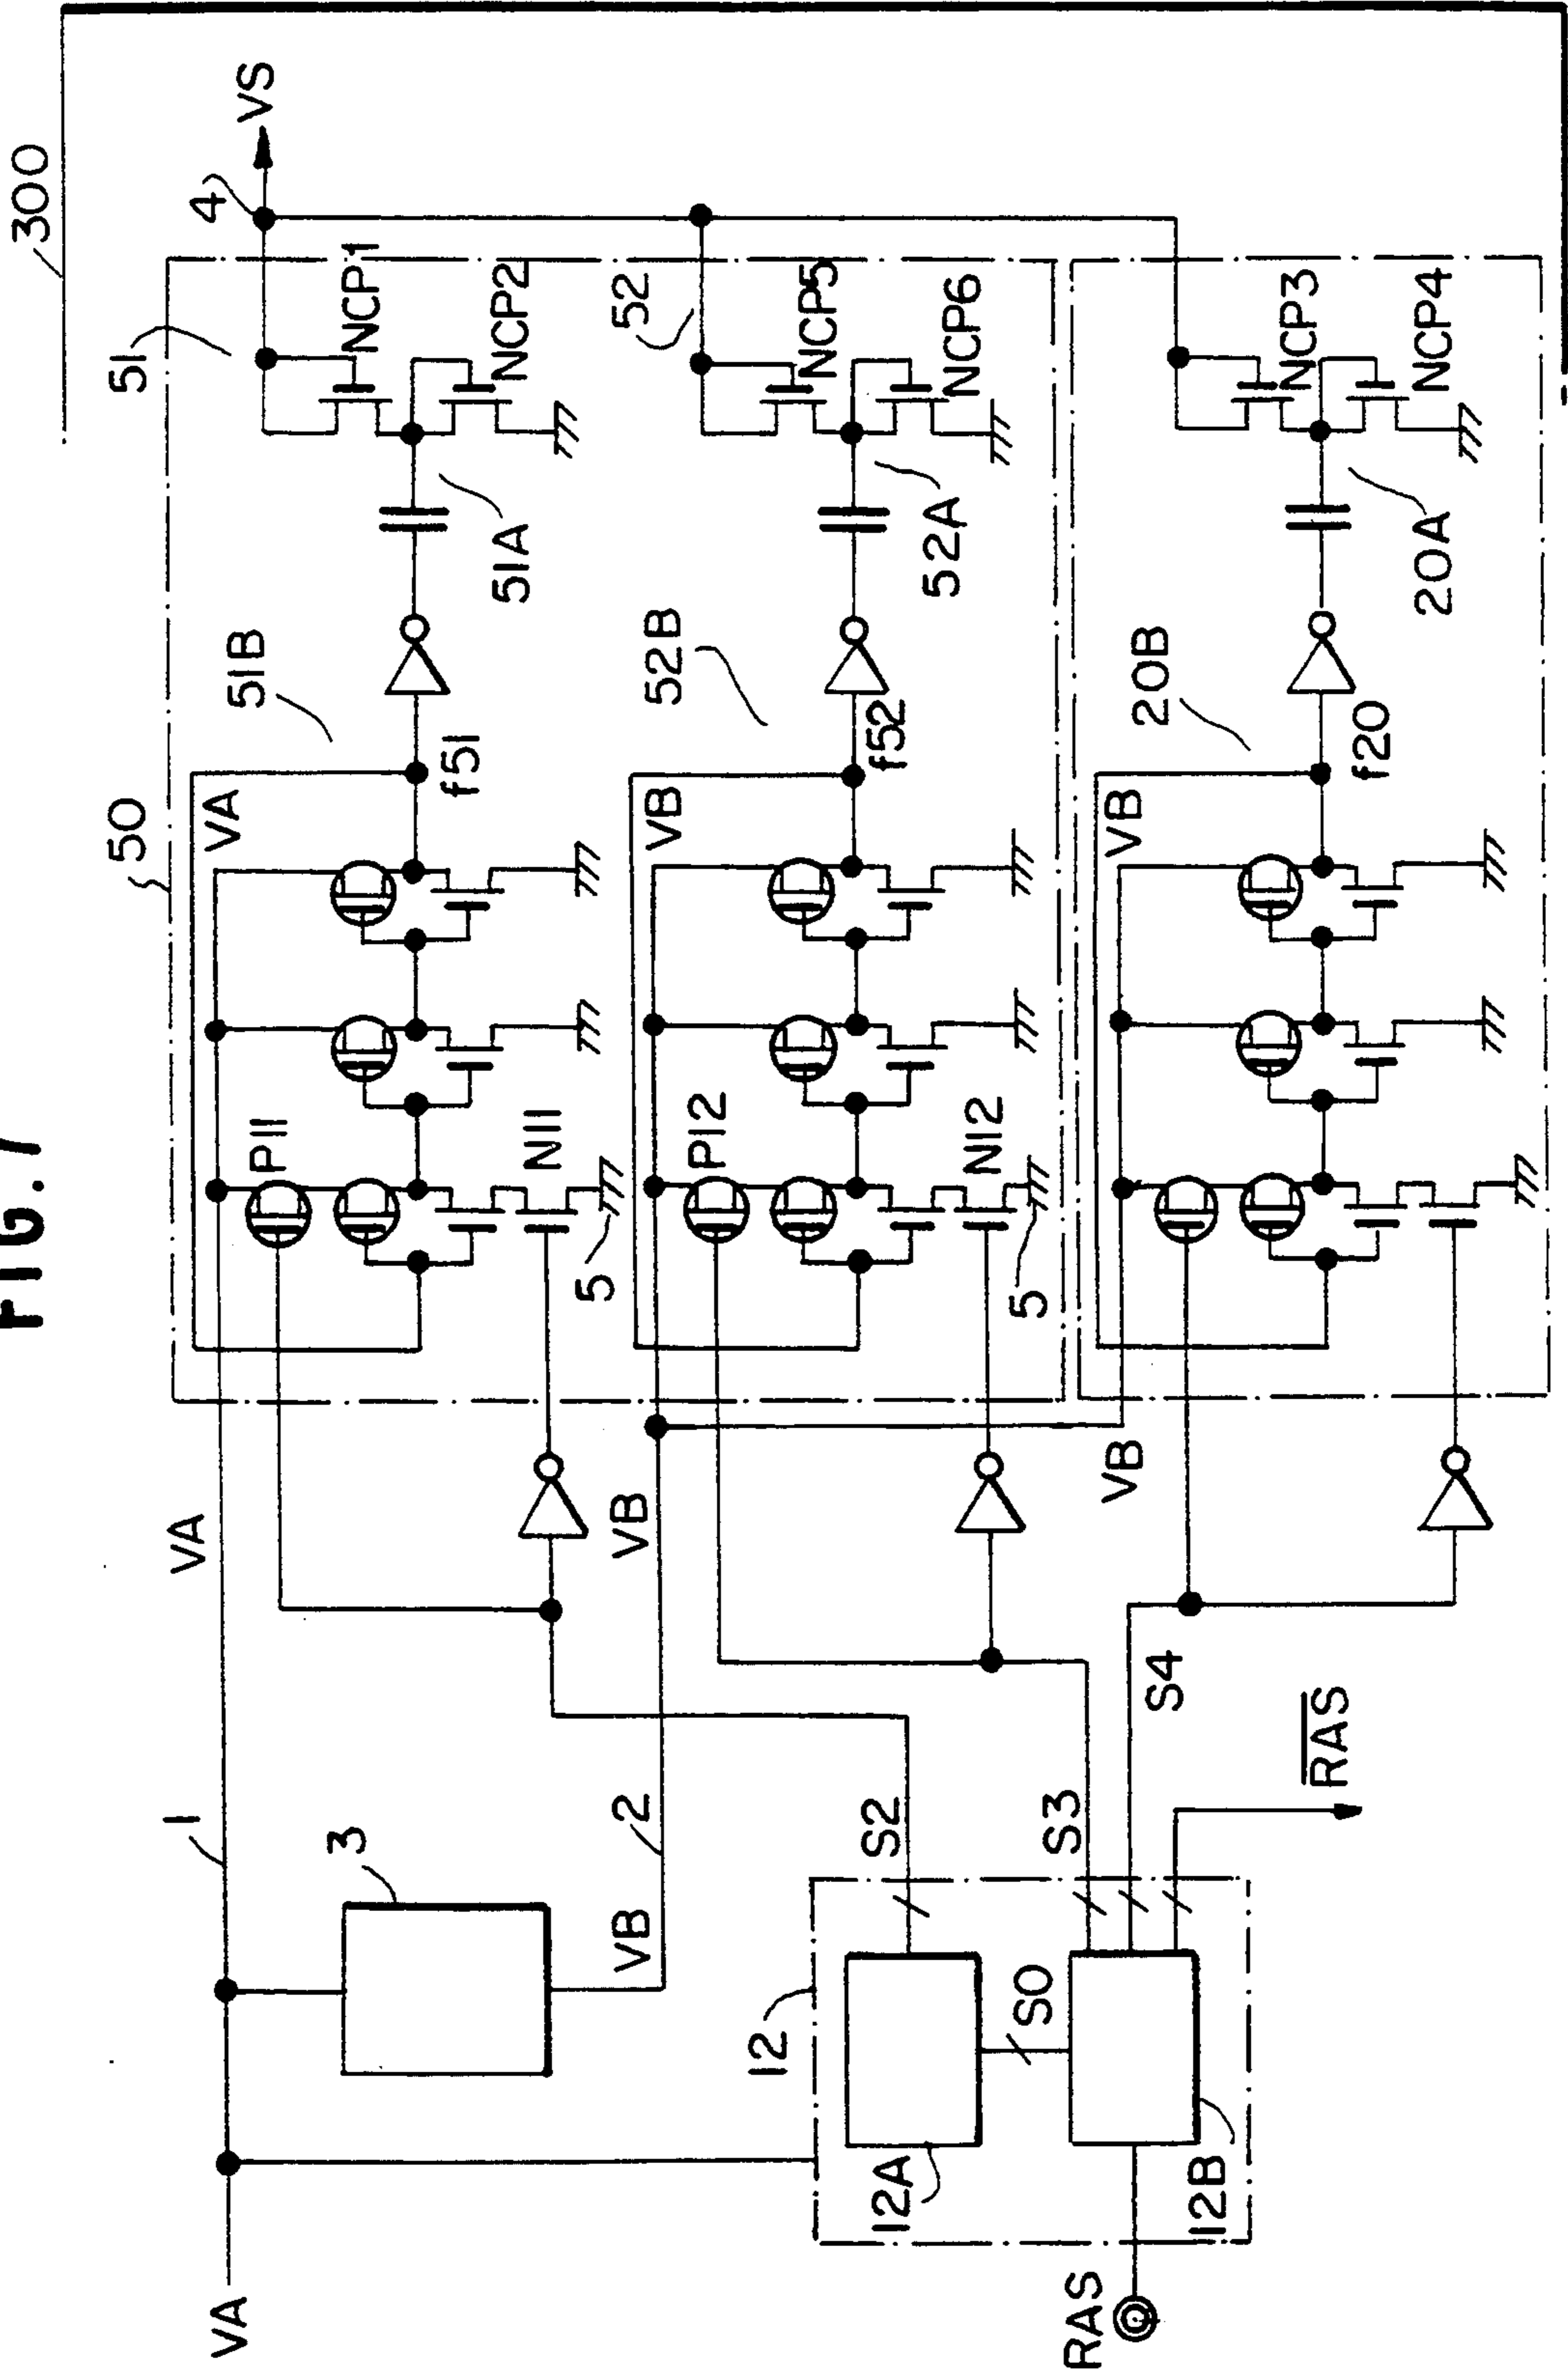 FIG. 7
300
VS
4
51
NCP1
NCP2
51A
51B
f51
50
VA
P11
N11
5
VA
1
3
VA
52
NCP5
NCP6
52A
52B
f52
VB
P12
N12
5
VB
2
VB
NCP3
NCP4
20A
20B
f20
VB
VB
S4
S3
S2
RAS
12
S0
12A
12B
RAS